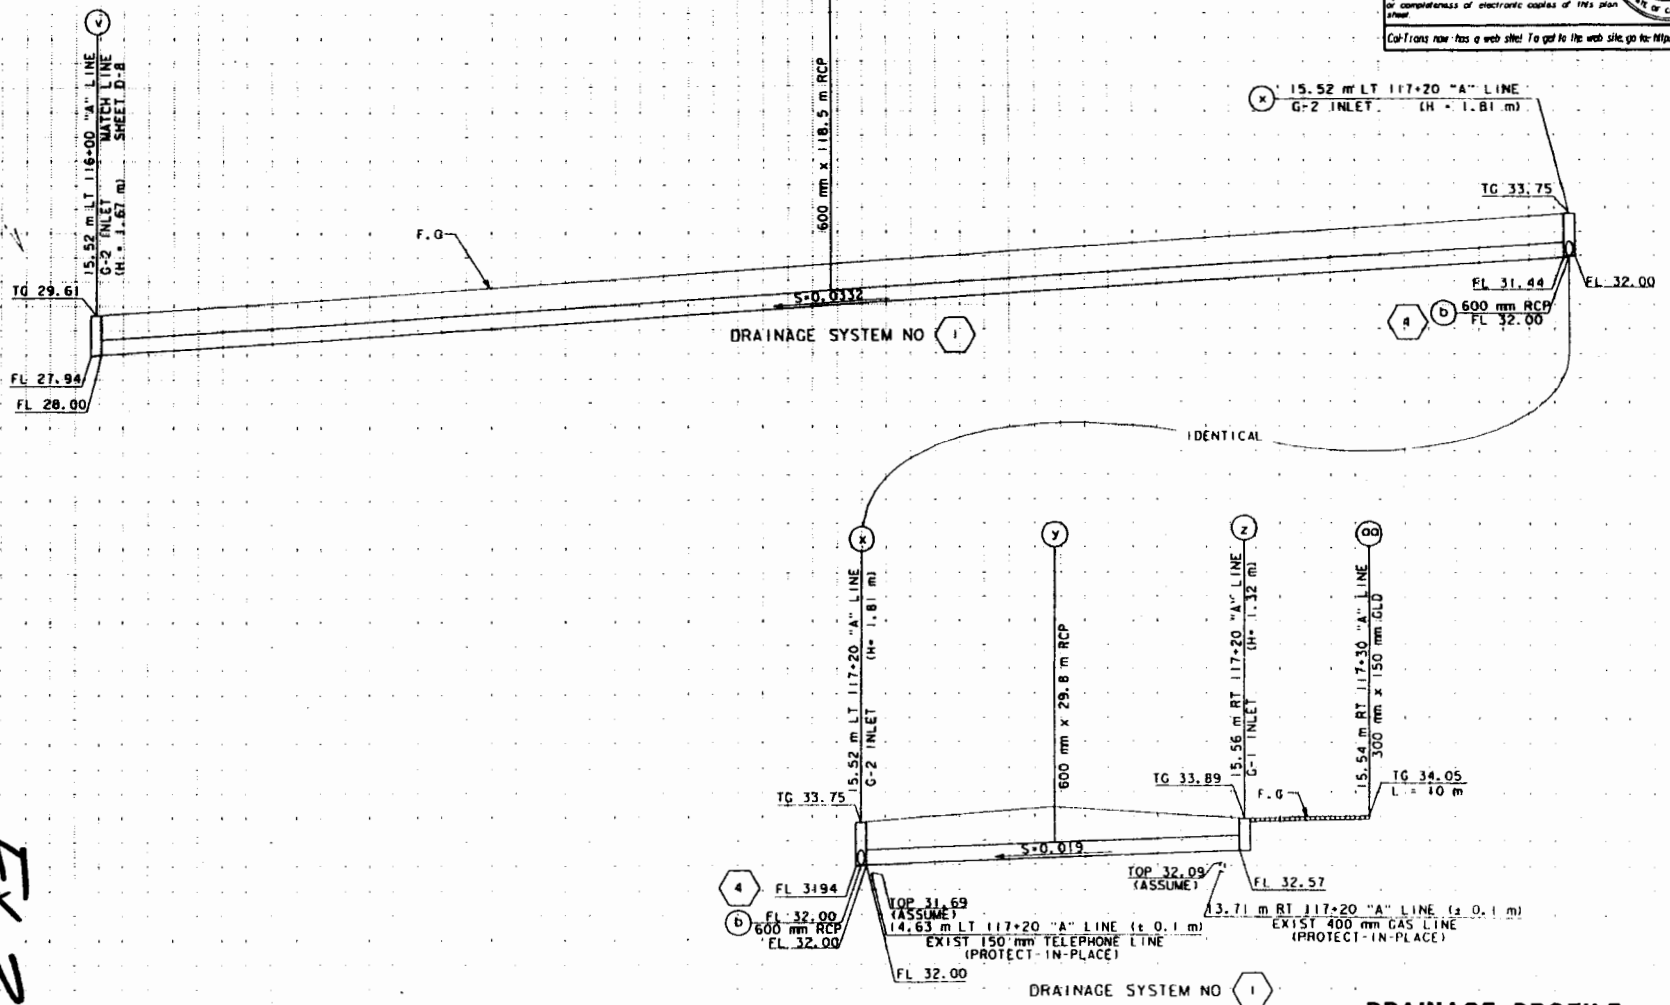 or completeness of electronic copies of this plan
sheet.
CalTrans now has a web site! To get to the web site, go to: http:
v
15.52 m LT 116+00 "A" LINE
G-2 INLET MATCH LINE
(H = 1.67 m) SHEET D-8
600 mm x 118.5 m RCP
x
15.52 m LT 117+20 "A" LINE
G-2 INLET (H = 1.81 m)
TG 33.75
F.G
TG 29.61
S=0.0332
FL 31.44
FL 32.00
4
b
600 mm RCP
FL 32.00
DRAINAGE SYSTEM NO 1
FL 27.94
FL 28.00
IDENTICAL
x
y
z
aa
15.52 m LT 117+20 "A" LINE
G-2 INLET (H= 1.81 m)
600 mm x 29.8 m RCP
15.56 m RT 117+20 "A" LINE
G-1 INLET (H= 1.32 m)
15.54 m RT 117+30 "A" LINE
300 mm x 150 mm GLD
TG 33.75
TG 33.89
F.G
TG 34.05
L = 10 m
S=0.019
4
FL 3194
b
FL 32.00
600 mm RCP
FL 32.00
TOP 31.69
(ASSUME)
14.63 m LT 117+20 "A" LINE (± 0.1 m)
EXIST 150 mm TELEPHONE LINE
(PROTECT-IN-PLACE)
FL 32.00
TOP 32.09
(ASSUME)
FL 32.57
13.71 m RT 117+20 "A" LINE (± 0.1 m)
EXIST 400 mm GAS LINE
(PROTECT-IN-PLACE)
DRAINAGE SYSTEM NO 1
DRAINAGE PROFILE